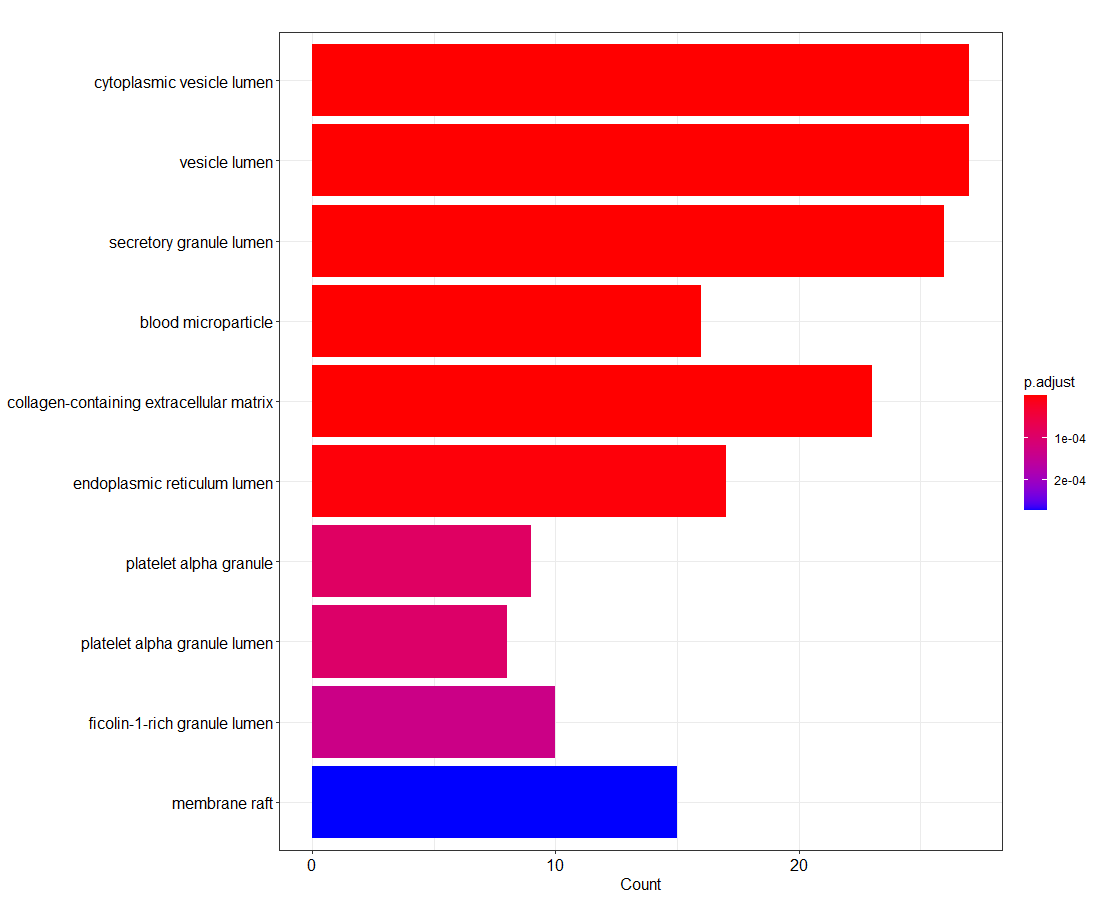 cytoplasmic vesicle lumen
vesicle lumen
secretory granule lumen
blood microparticle
collagen-containing extracellular matrix
endoplasmic reticulum lumen
platelet alpha granule
platelet alpha granule lumen
ficolin-1-rich granule lumen
membrane raft
0 10 20
Count
p.adjust
1e-04
2e-04